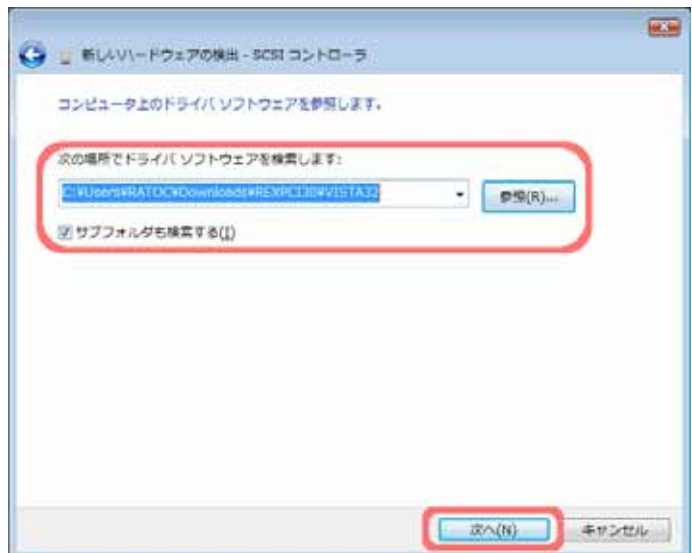 新しいハードウェアの検出 - SCSI コントローラ
コンピュータ上のドライバ ソフトウェアを参照します。
次の場所でドライバ ソフトウェアを検索します:
C:¥Users¥RATOC¥Downloads¥REXPCI30¥VISTA32
参照(R)...
サブフォルダも検索する(I)
次へ(N)
キャンセル